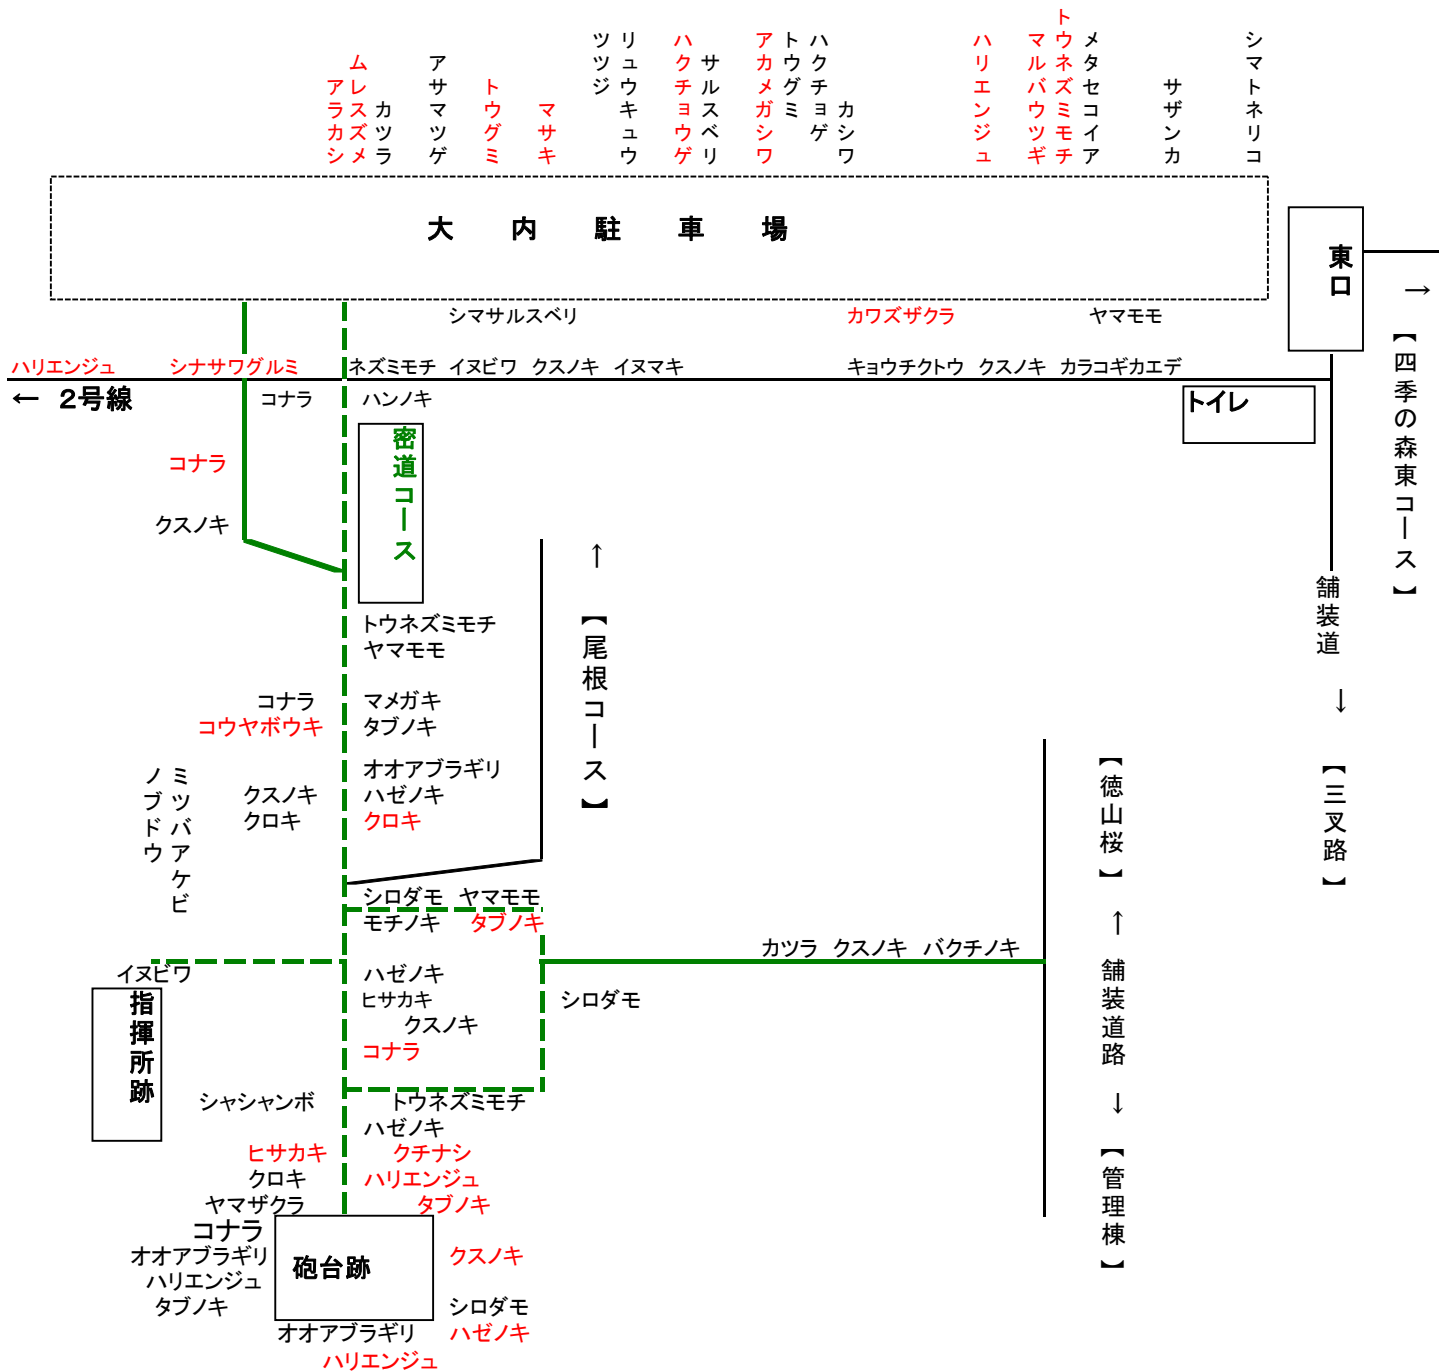 アラカシ
ムレスズメ
カツラ
アサマツゲ
トウグミ
マサキ
リュウキュウ
ツツジ
ハクチョウゲ
サルスベリ
アカメガシワ
トウグミ
ハクチョゲ
カシワ
ハリエンジュ
マルバウツギ
トウネズミモチ
メタセコイア
サザンカ
シマトネリコ
大内駐車場
東口
→
【四季の森東コース】
シマサルスベリ カワズザクラ ヤマモモ
ハリエンジュ シナサワグルミ ネズミモチ イヌビワ クスノキ イヌマキ キョウチクトウ クスノキ カラコギカエデ
← 2号線
コナラ ハンノキ
トイレ
密道コース
コナラ
クスノキ
↑
【尾根コース】
舗装道
↓
【三叉路】
トウネズミモチ
ヤマモモ
コナラ マメガキ
コウヤボウキ タブノキ
オオアブラギリ
クスノキ ハゼノキ
クロキ クロキ
ミツバアケビ
ノブドウ
【徳山桜】
↑
舗装道路
↓
【管理棟】
シロダモ ヤマモモ
モチノキ タブノキ
カツラ クスノキ バクチノキ
イヌビワ ハゼノキ
指揮所跡
ヒサカキ シロダモ
クスノキ
コナラ
シャシャンボ トウネズミモチ
ハゼノキ
ヒサカキ クチナシ
クロキ ハリエンジュ
ヤマザクラ タブノキ
コナラ
オオアブラギリ クスノキ
砲台跡
ハリエンジュ
タブノキ シロダモ
オオアブラギリ ハゼノキ
ハリエンジュ